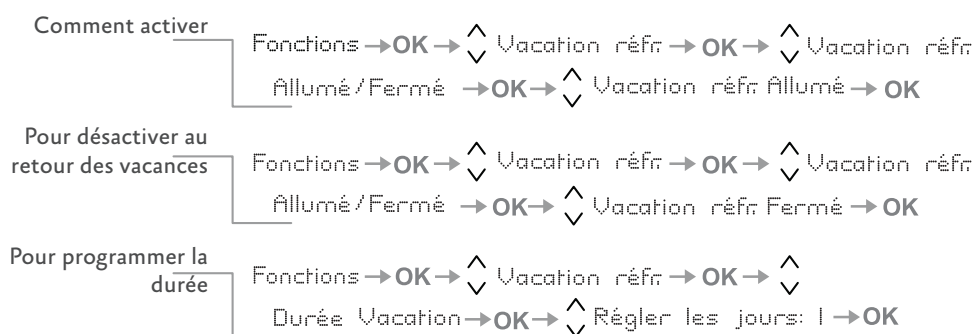 Comment activer
Fonctions → OK → Vacation réfr. → OK → Vacation réfr.
Allumé/Fermé → OK → Vacation réfr. Allumé → OK
Pour désactiver au
retour des vacances
Fonctions → OK → Vacation réfr. → OK → Vacation réfr.
Allumé/Fermé → OK → Vacation réfr. Fermé → OK
Pour programmer la
durée
Fonctions → OK → Vacation réfr. → OK →
Durée Vacation → OK → Régler les jours: 1 → OK